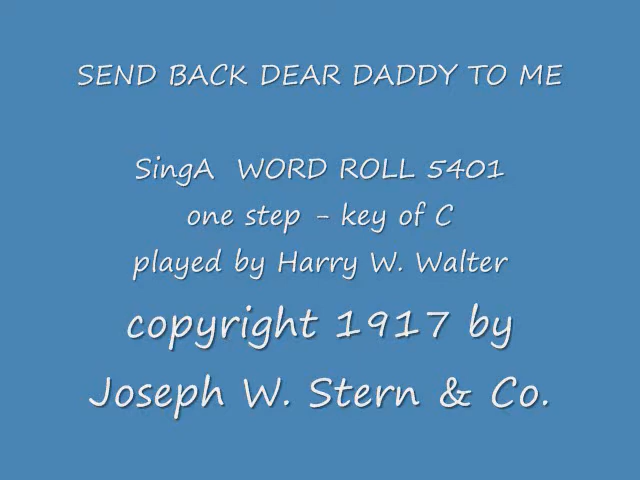 SEND BACK DEAR DADDY TO ME
SingA WORD ROLL 5401
one step - key of C
played by Harry W. Walter
copyright 1917 by
Joseph W. Stern & Co.